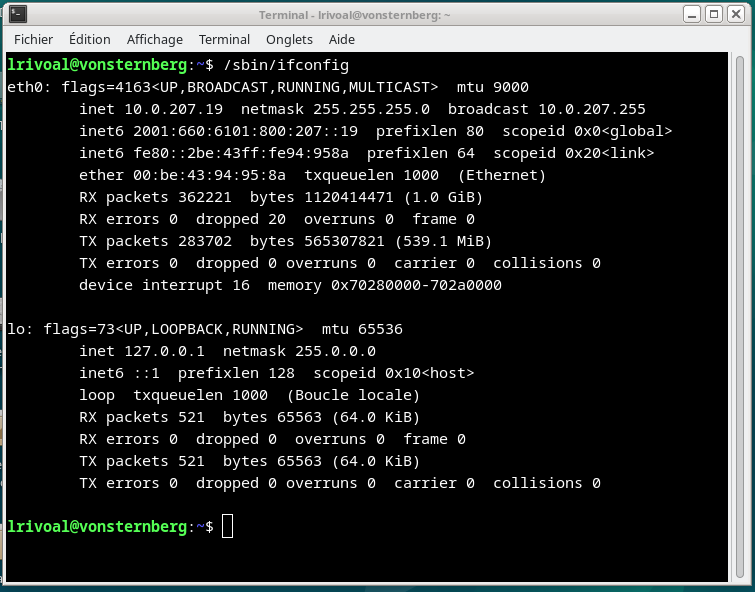 Terminal - lrivoal@vonsternberg: ~
Fichier Édition Affichage Terminal Onglets Aide
lrivoal@vonsternberg:~$ /sbin/ifconfig
eth0: flags=4163<UP,BROADCAST,RUNNING,MULTICAST>  mtu 9000
        inet 10.0.207.19  netmask 255.255.255.0  broadcast 10.0.207.255
        inet6 2001:660:6101:800:207::19  prefixlen 80  scopeid 0x0<global>
        inet6 fe80::2be:43ff:fe94:958a  prefixlen 64  scopeid 0x20<link>
        ether 00:be:43:94:95:8a  txqueuelen 1000  (Ethernet)
        RX packets 362221  bytes 1120414471 (1.0 GiB)
        RX errors 0  dropped 20  overruns 0  frame 0
        TX packets 283702  bytes 565307821 (539.1 MiB)
        TX errors 0  dropped 0 overruns 0  carrier 0  collisions 0
        device interrupt 16  memory 0x70280000-702a0000

lo: flags=73<UP,LOOPBACK,RUNNING>  mtu 65536
        inet 127.0.0.1  netmask 255.0.0.0
        inet6 ::1  prefixlen 128  scopeid 0x10<host>
        loop  txqueuelen 1000  (Boucle locale)
        RX packets 521  bytes 65563 (64.0 KiB)
        RX errors 0  dropped 0  overruns 0  frame 0
        TX packets 521  bytes 65563 (64.0 KiB)
        TX errors 0  dropped 0 overruns 0  carrier 0  collisions 0

lrivoal@vonsternberg:~$